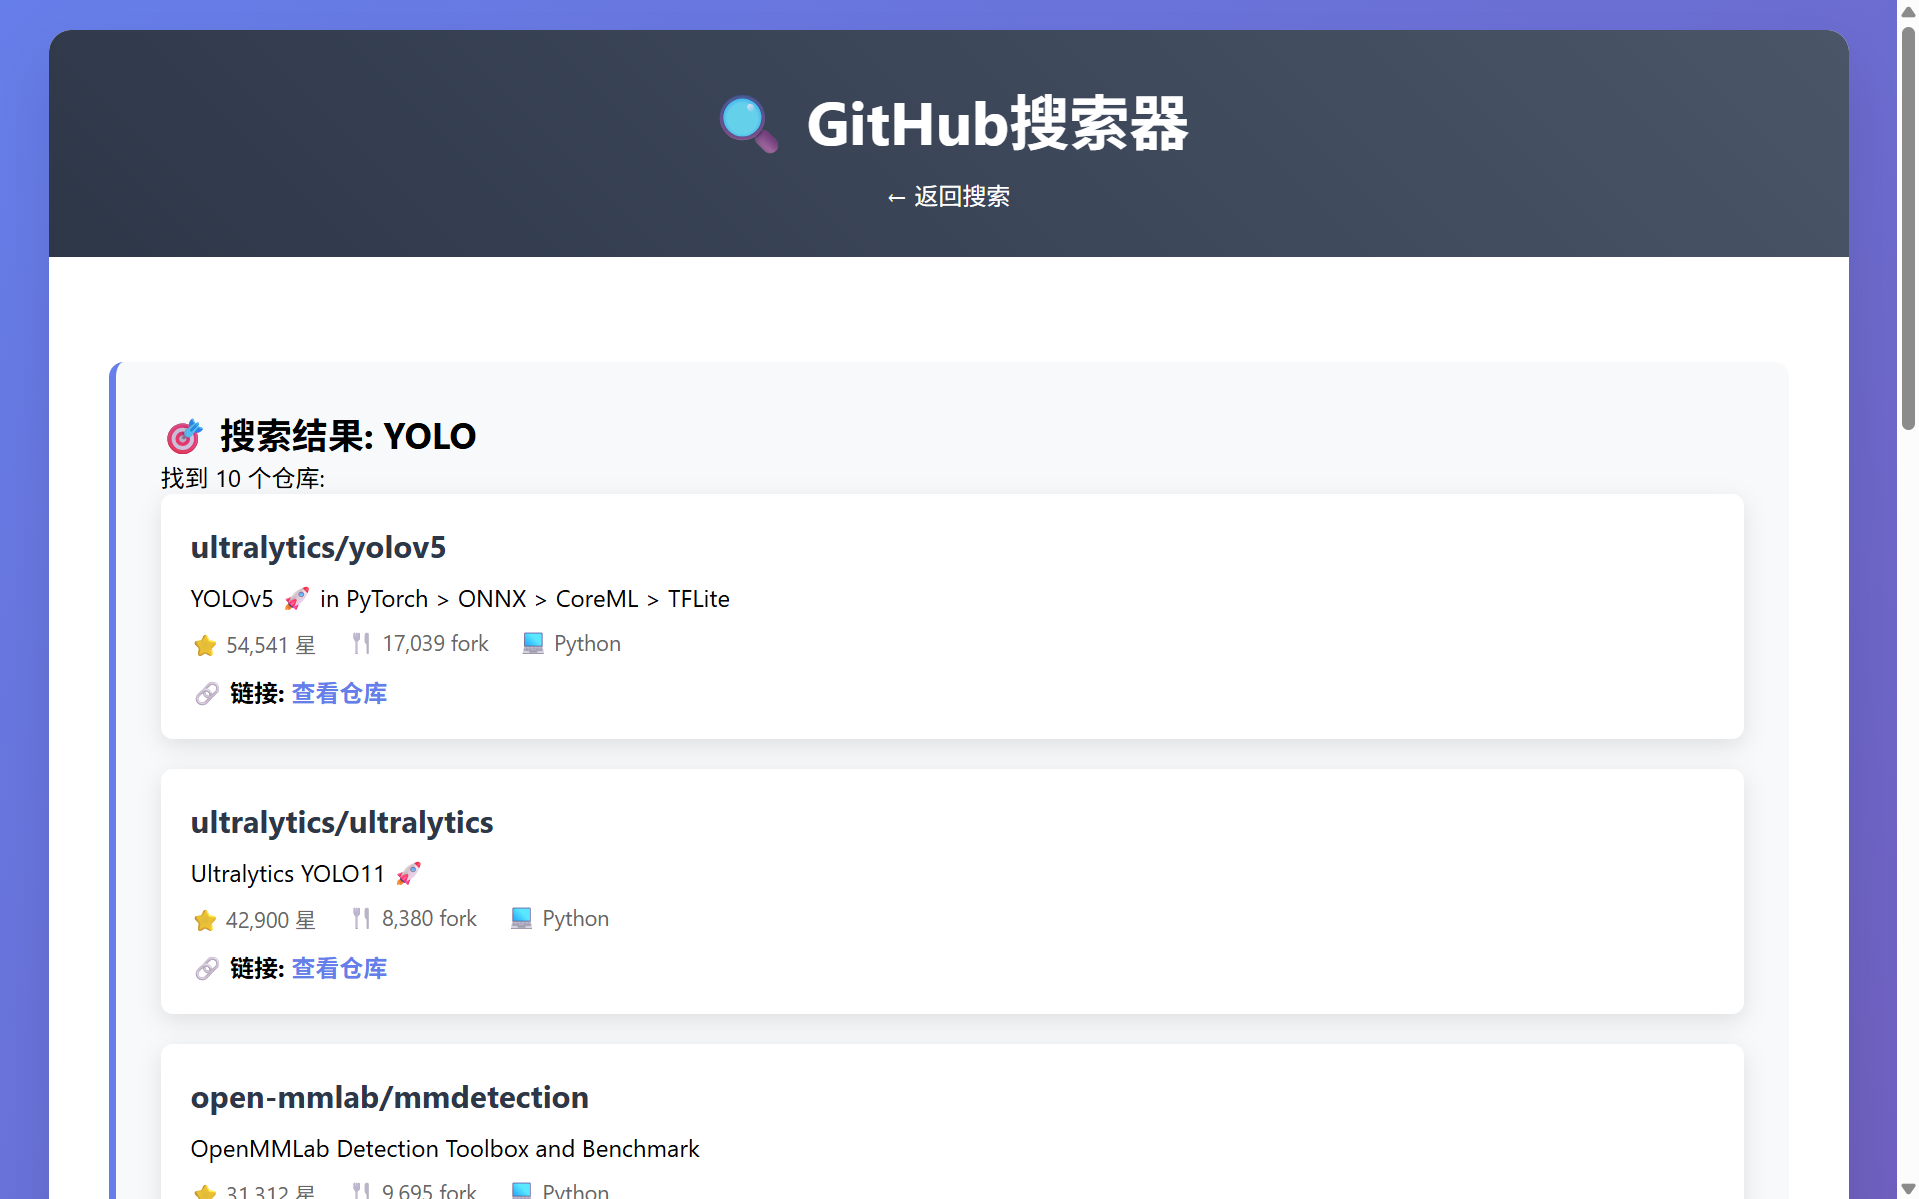 🔍 GitHub搜索器
← 返回搜索
🎯 搜索结果: YOLO
找到 10 个仓库:
ultralytics/yolov5
YOLOv5 🚀 in PyTorch > ONNX > CoreML > TFLite
⭐ 54,541 星 🍴 17,039 fork 💻 Python
🔗 链接: 查看仓库
ultralytics/ultralytics
Ultralytics YOLO11 🚀
⭐ 42,900 星 🍴 8,380 fork 💻 Python
🔗 链接: 查看仓库
open-mmlab/mmdetection
OpenMMLab Detection Toolbox and Benchmark
⭐ 31,312 星 🍴 9,695 fork 💻 Python